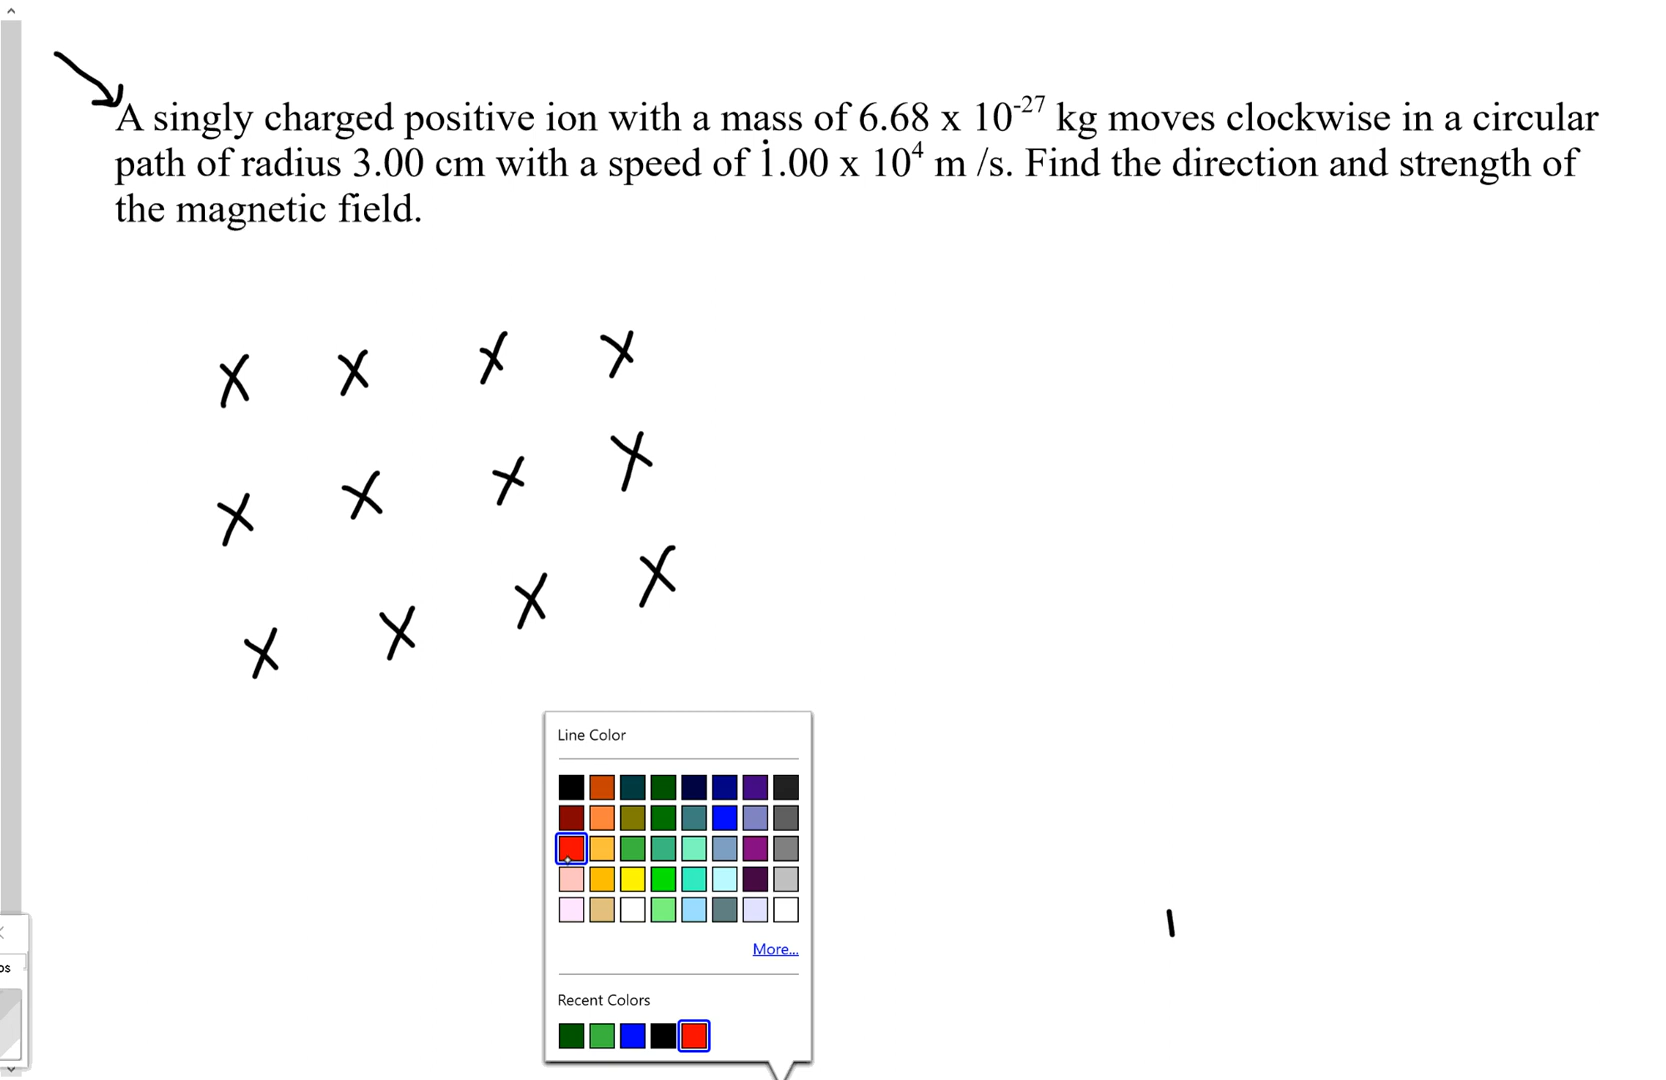 A singly charged positive ion with a mass of 6.68 x 10⁻²⁷ kg moves clockwise in a circular
path of radius 3.00 cm with a speed of 1.00 x 10⁴ m /s. Find the direction and strength of
the magnetic field.
x x x x
x x x x
x x x x
Line Color
More...
os
Recent Colors